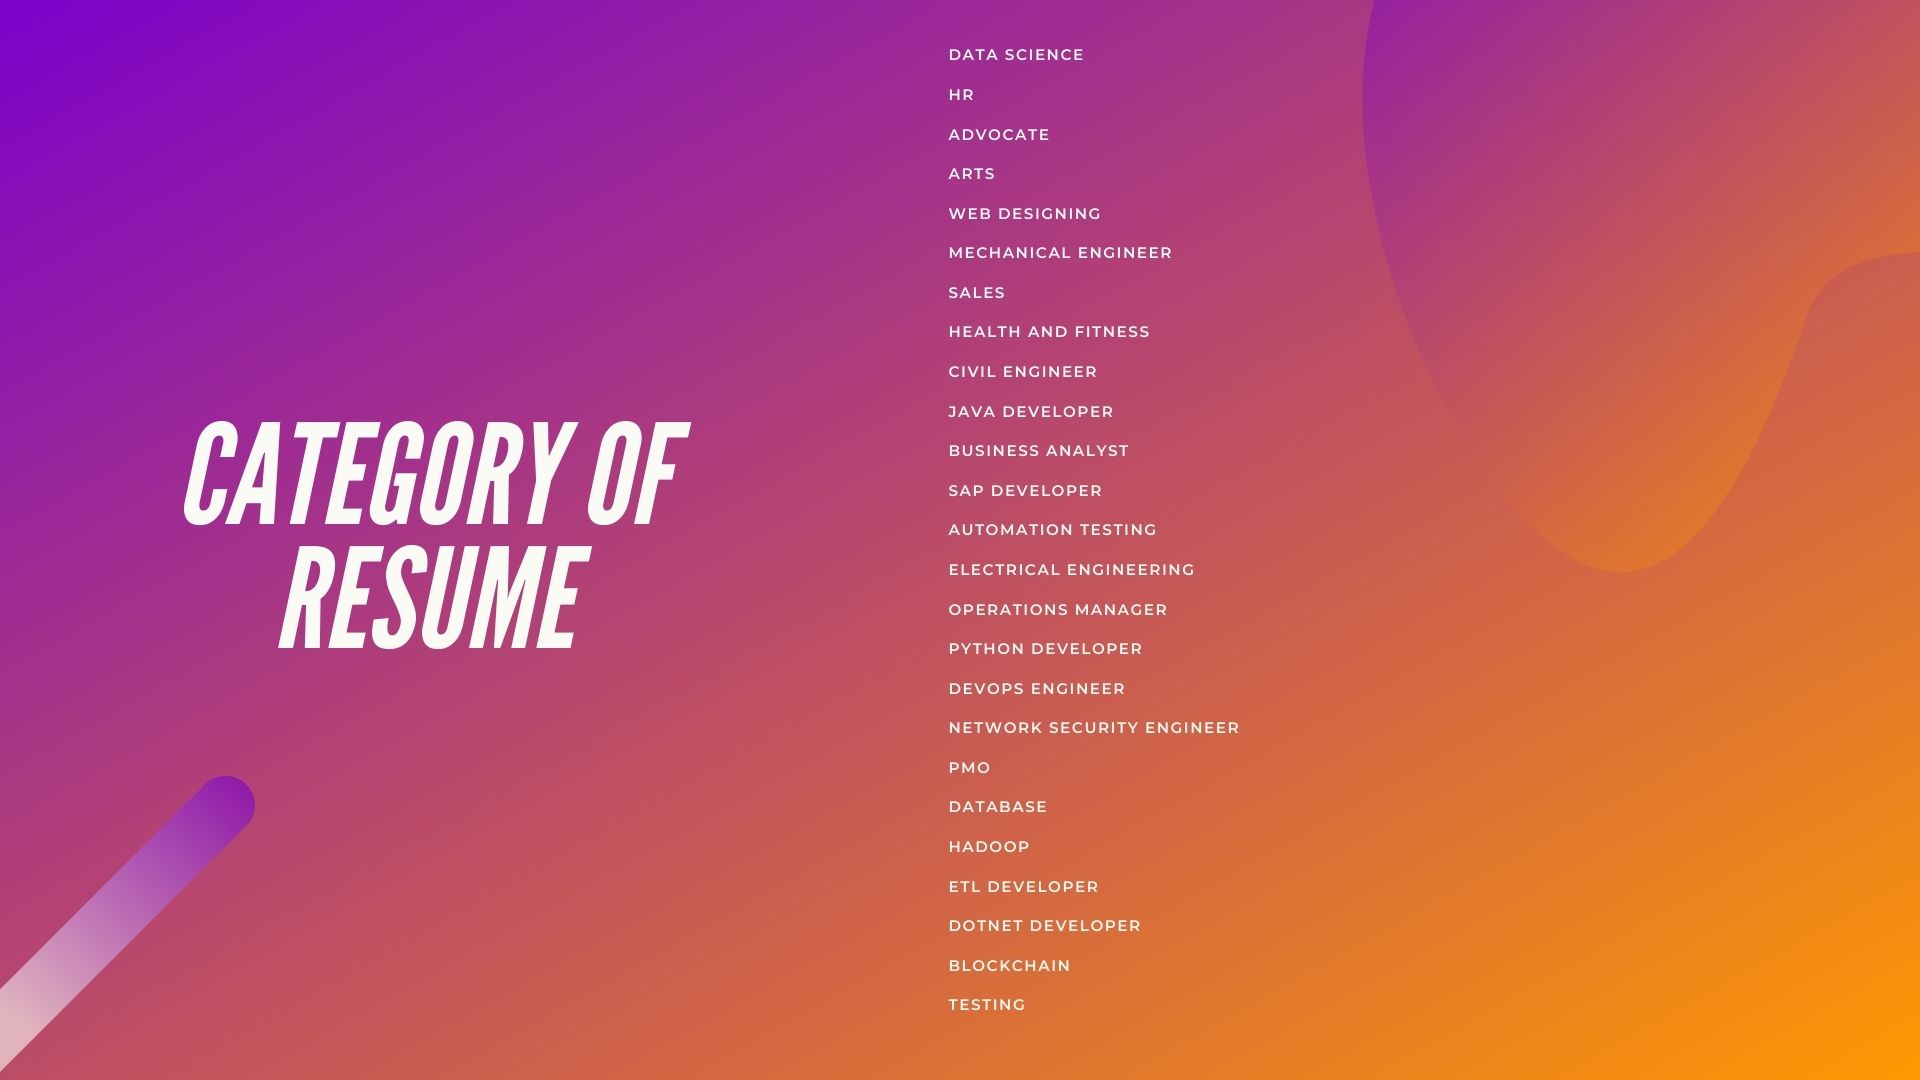 CATEGORY OF
RESUME
DATA SCIENCE
HR
ADVOCATE
ARTS
WEB DESIGNING
MECHANICAL ENGINEER
SALES
HEALTH AND FITNESS
CIVIL ENGINEER
JAVA DEVELOPER
BUSINESS ANALYST
SAP DEVELOPER
AUTOMATION TESTING
ELECTRICAL ENGINEERING
OPERATIONS MANAGER
PYTHON DEVELOPER
DEVOPS ENGINEER
NETWORK SECURITY ENGINEER
PMO
DATABASE
HADOOP
ETL DEVELOPER
DOTNET DEVELOPER
BLOCKCHAIN
TESTING